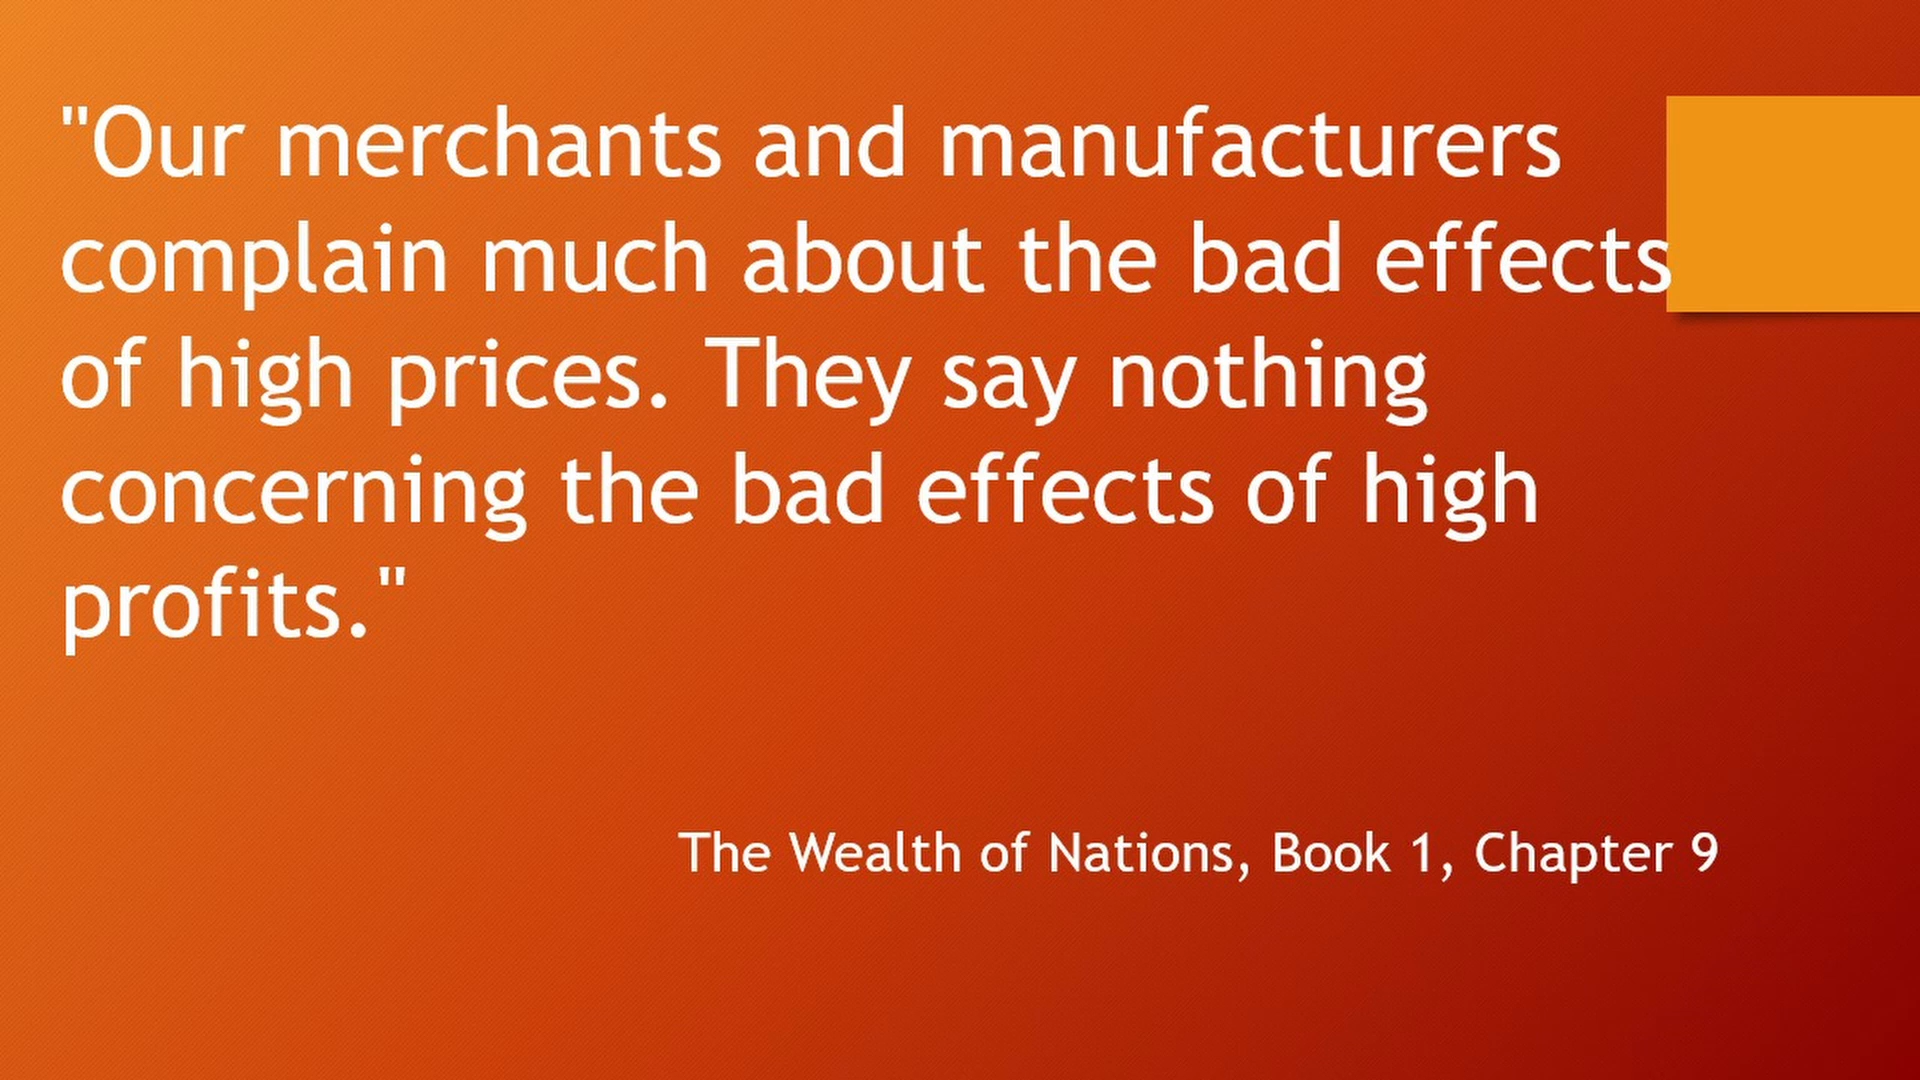 "Our merchants and manufacturers
complain much about the bad effects
of high prices. They say nothing
concerning the bad effects of high
profits."
The Wealth of Nations, Book 1, Chapter 9